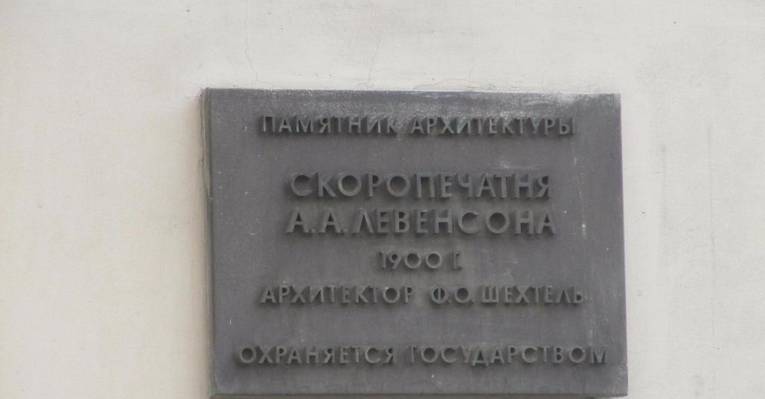 ПАМЯТНИК АРХИТЕКТУРЫ
СКОРОПЕЧАТНЯ
А.А.ЛЕВЕНСОНА
1900 Г.
АРХИТЕКТОР Ф.О.ШЕХТЕЛЬ
ОХРАНЯЕТСЯ ГОСУДАРСТВОМ